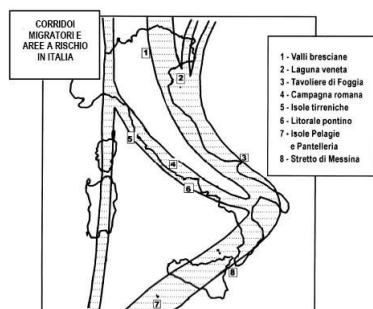 CORRIDOI
MIGRATORI E
AREE A RISCHIO
IN ITALIA
1 - Valli bresciane
2 - Laguna veneta
3 - Tavoliere di Foggia
4 - Campagna romana
5 - Isole tirreniche
6 - Litorale pontino
7 - Isole Pelagie
e Pantelleria
8 - Stretto di Messina
1
2
3
5
4
6
8
7